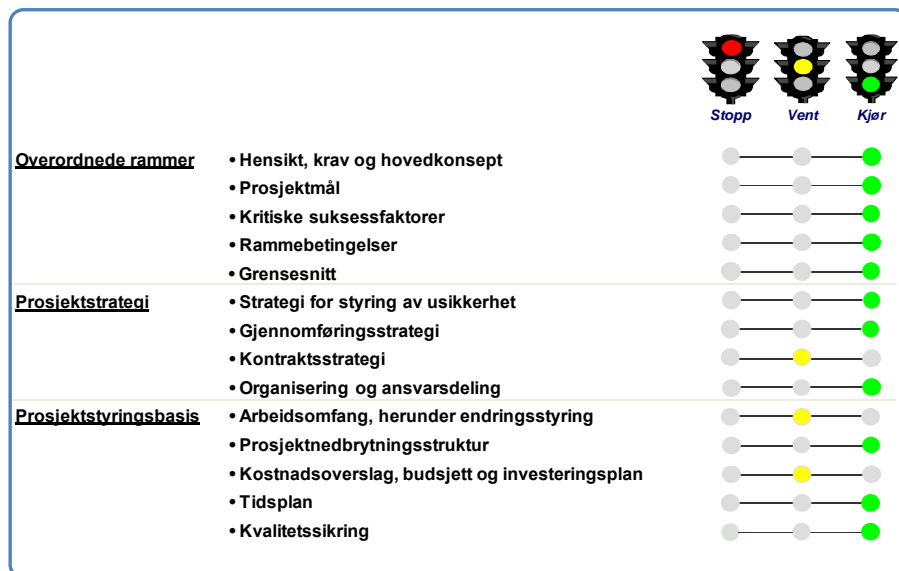 Stopp Vent Kjør
Overordnede rammer • Hensikt, krav og hovedkonsept
• Prosjektmål
• Kritiske suksessfaktorer
• Rammebetingelser
• Grensesnitt
Prosjektstrategi • Strategi for styring av usikkerhet
• Gjennomføringsstrategi
• Kontraktsstrategi
• Organisering og ansvarsdeling
Prosjektstyringsbasis • Arbeidsomfang, herunder endringsstyring
• Prosjektnedbrytningsstruktur
• Kostnadsoverslag, budsjett og investeringsplan
• Tidsplan
• Kvalitetssikring